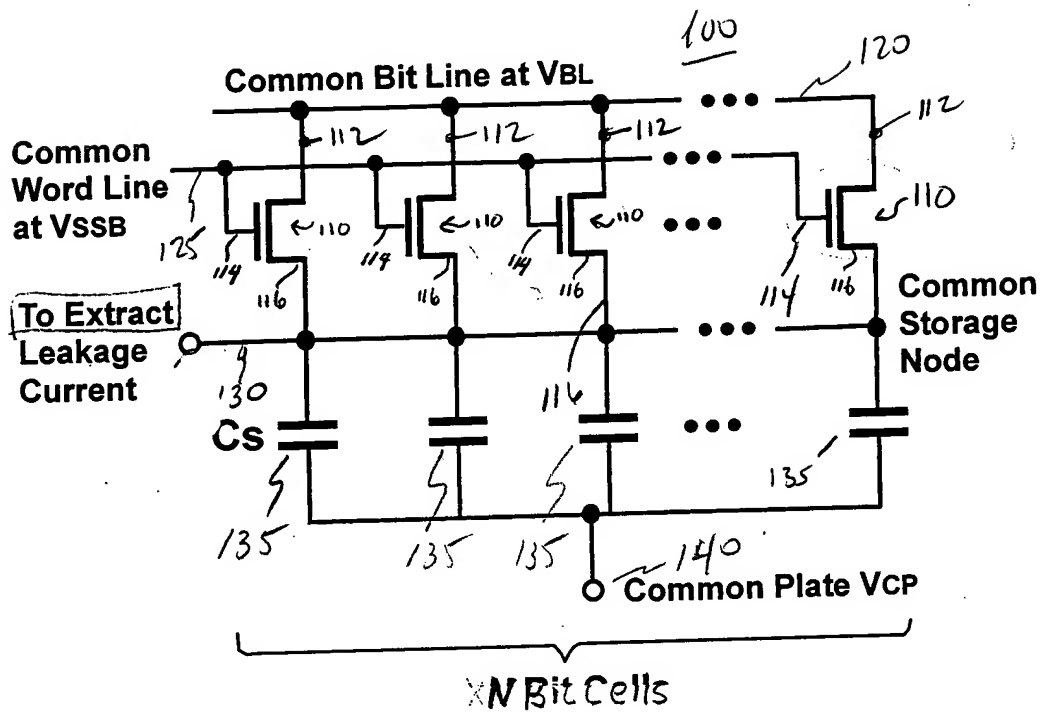 100
120
Common Bit Line at VBL
112 112 112 112
Common
Word Line
at VSSB
125
110 110 110 110
114 114 114 114
116 116 116 116
To Extract
Leakage
Current
130
116
Common
Storage
Node
Cs
135 135 135 135
140
Common Plate VCP
XN Bit Cells